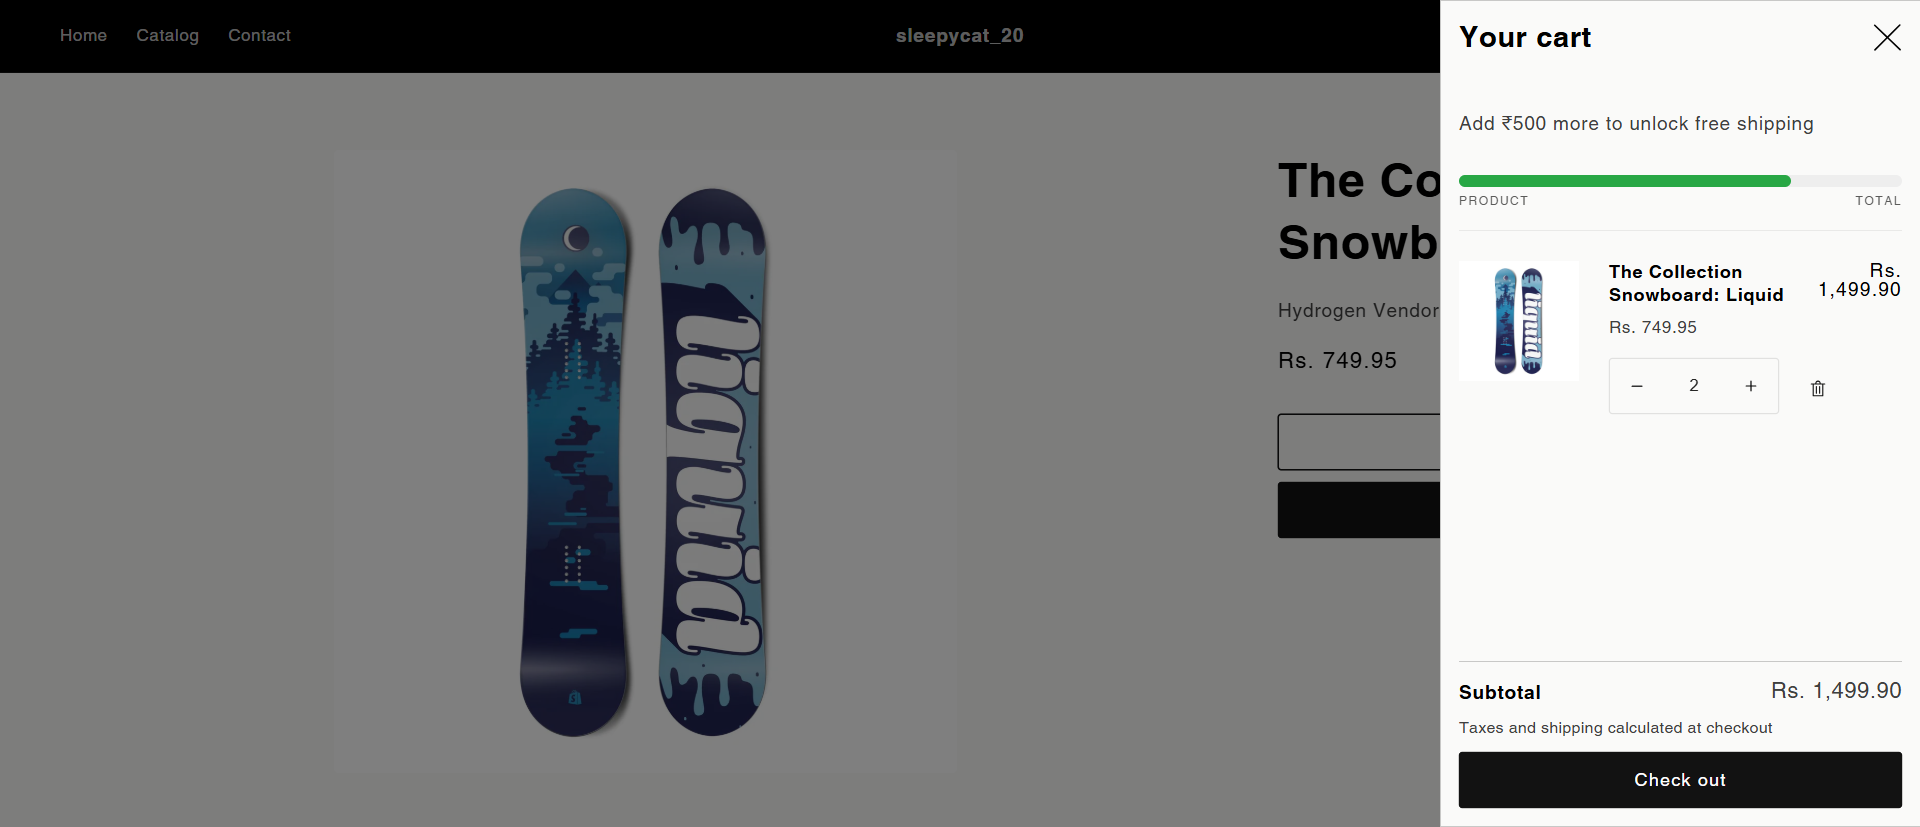 Home Catalog Contact
sleepycat_20
The Co
Snowb
Hydrogen Vendor
Rs. 749.95
liquid
Your cart
Add ₹500 more to unlock free shipping
PRODUCT TOTAL
liquid
The Collection
Snowboard: Liquid
Rs. 749.95
Rs.
1,499.90
− 2 +
Subtotal Rs. 1,499.90
Taxes and shipping calculated at checkout
Check out